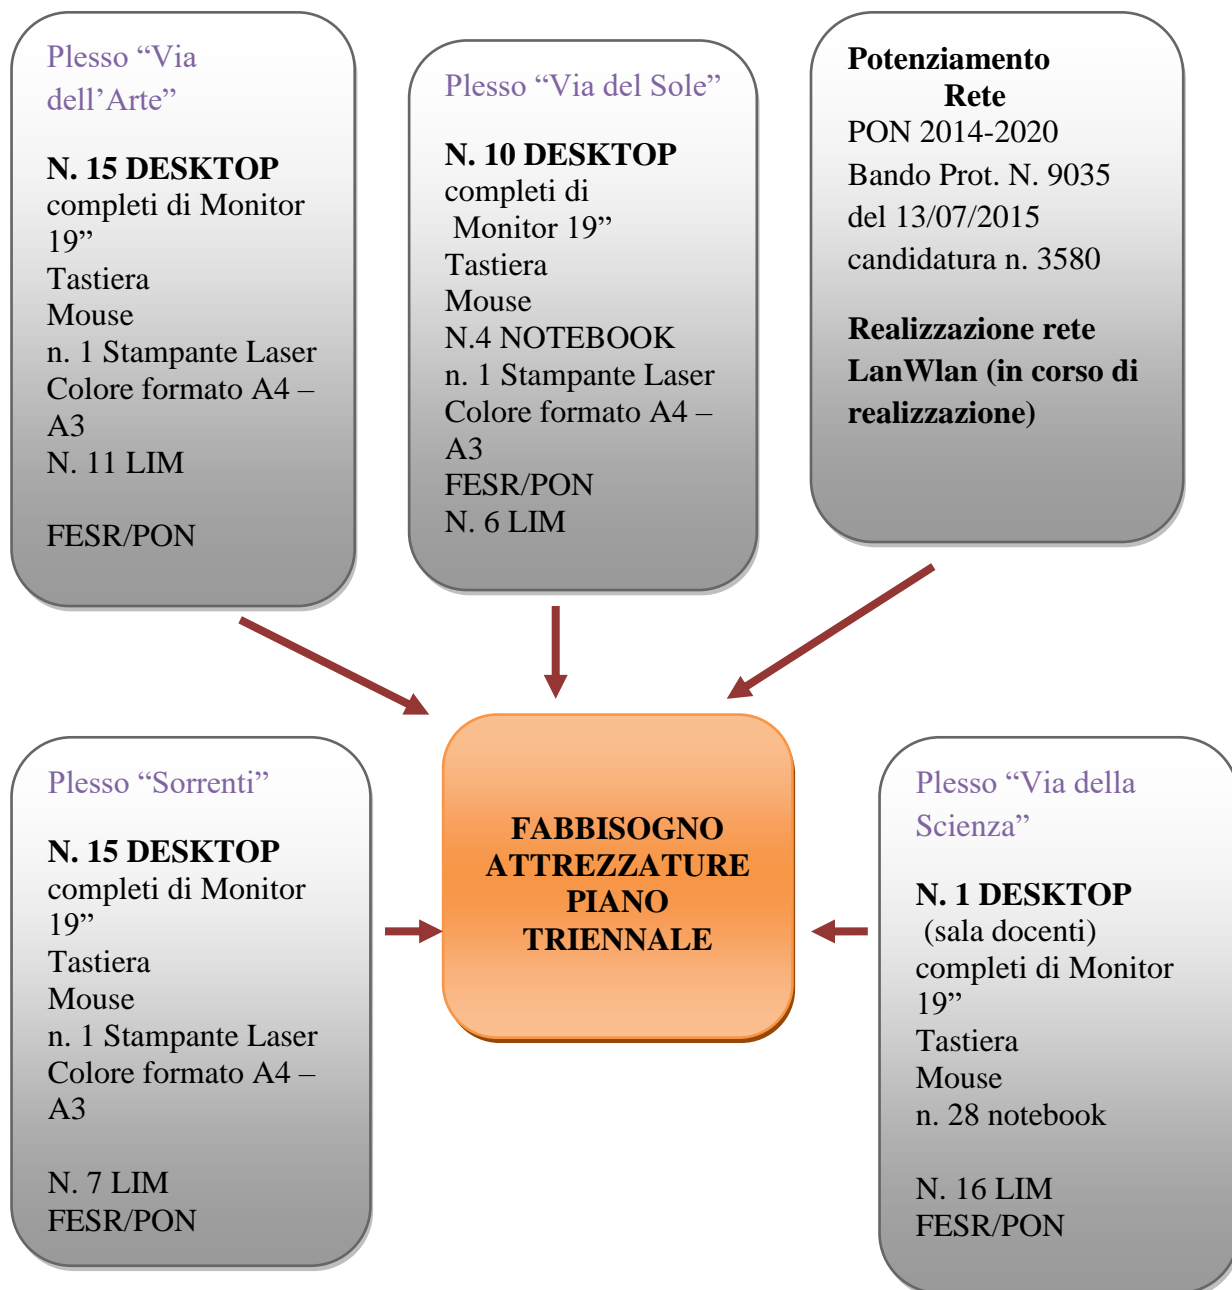 Plesso “Via
dell’Arte”
N. 15 DESKTOP
completi di Monitor
19”
Tastiera
Mouse
n. 1 Stampante Laser
Colore formato A4 –
A3
N. 11 LIM
FESR/PON
Plesso “Via del Sole”
N. 10 DESKTOP
completi di
Monitor 19”
Tastiera
Mouse
N.4 NOTEBOOK
n. 1 Stampante Laser
Colore formato A4 –
A3
FESR/PON
N. 6 LIM
Potenziamento
Rete
PON 2014-2020
Bando Prot. N. 9035
del 13/07/2015
candidatura n. 3580
Realizzazione rete
LanWlan (in corso di
realizzazione)
Plesso “Sorrenti”
N. 15 DESKTOP
completi di Monitor
19”
Tastiera
Mouse
n. 1 Stampante Laser
Colore formato A4 –
A3
N. 7 LIM
FESR/PON
FABBISOGNO
ATTREZZATURE
PIANO
TRIENNALE
Plesso “Via della
Scienza”
N. 1 DESKTOP
(sala docenti)
completi di Monitor
19”
Tastiera
Mouse
n. 28 notebook
N. 16 LIM
FESR/PON